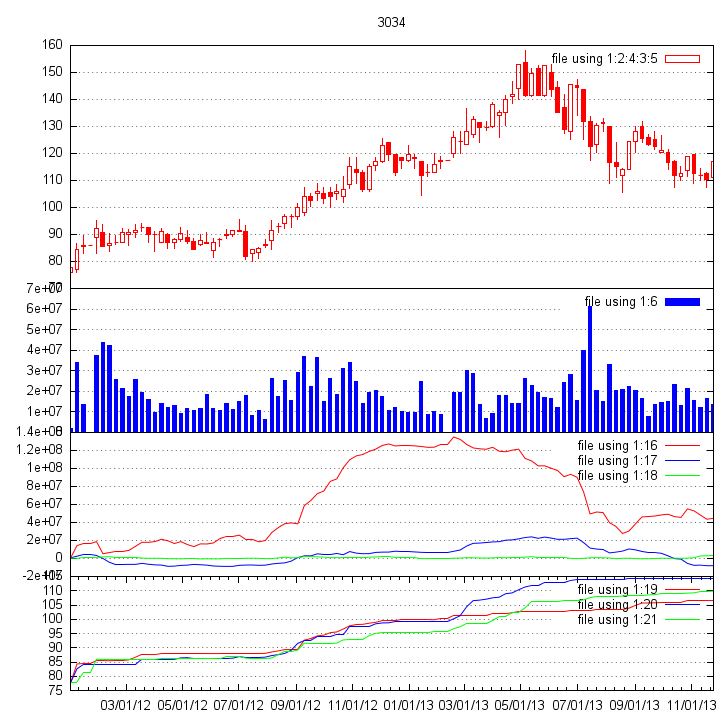 3034
160
file using 1:2:4:3:5
150
140
130
120
110
100
90
80
7e+07
file using 1:6
6e+07
5e+07
4e+07
3e+07
2e+07
1e+07
file using 1:16
1.2e+08
file using 1:17
1e+08
file using 1:18
8e+07
6e+07
4e+07
2e+07
0
file using 1:19
110
file using 1:20
105
file using 1:21
100
95
90
85
80
75
03/01/12 05/01/12 07/01/12 09/01/12 11/01/12 01/01/13 03/01/13 05/01/13 07/01/13 09/01/13 11/01/13